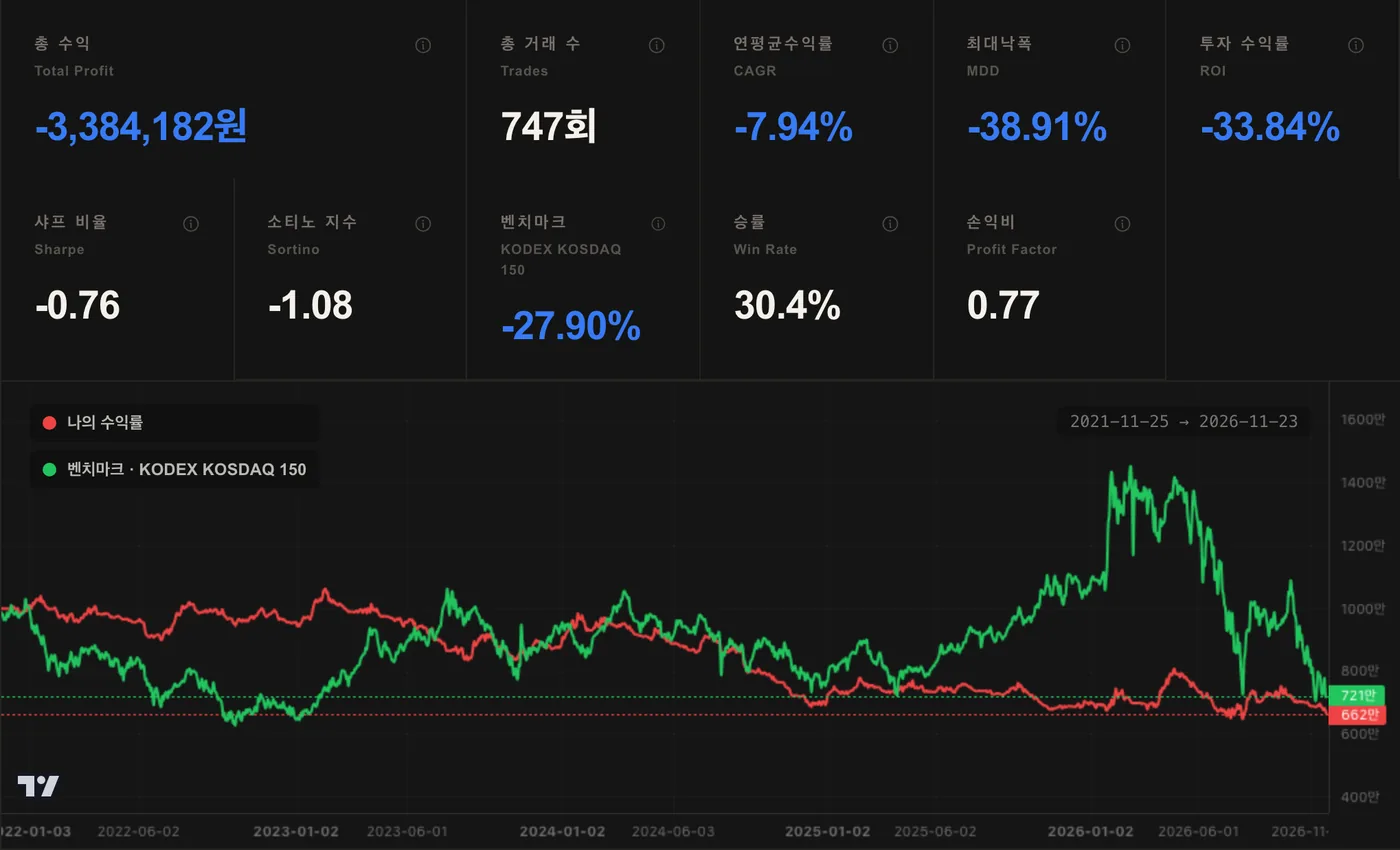 총 수익
Total Profit
-3,384,182원
총 거래 수
Trades
747회
연평균수익률
CAGR
-7.94%
최대낙폭
MDD
-38.91%
투자 수익률
ROI
-33.84%
샤프 비율
Sharpe
-0.76
소티노 지수
Sortino
-1.08
벤치마크
KODEX KOSDAQ
150
-27.90%
승률
Win Rate
30.4%
손익비
Profit Factor
0.77
나의 수익률
벤치마크 · KODEX KOSDAQ 150
2021-11-25 → 2026-11-23
1600만
1400만
1200만
1000만
800만
721만
662만
600만
400만
22-01-03
2022-06-02
2023-01-02
2023-06-01
2024-01-02
2024-06-03
2025-01-02
2025-06-02
2026-01-02
2026-06-01
2026-11-